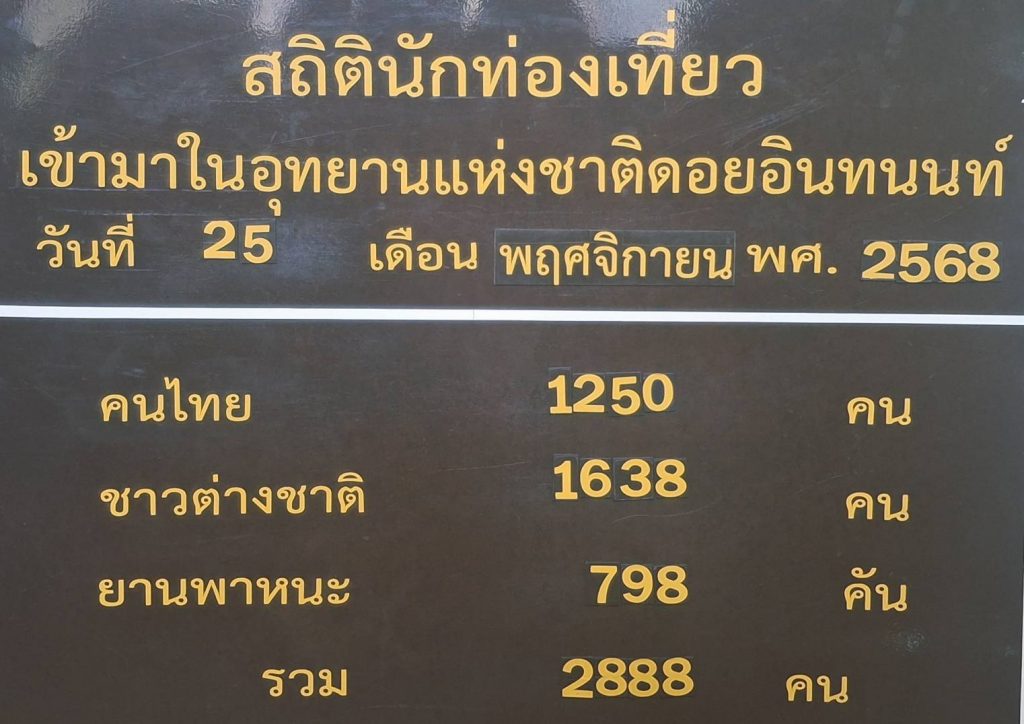 สถิตินักท่องเที่ยว
เข้ามาในอุทยานแห่งชาติดอยอินทนนท์
วันที่ 25 เดือน พฤศจิกายน พศ. 2568
คนไทย 1250 คน
ชาวต่างชาติ 1638 คน
ยานพาหนะ 798 คัน
รวม 2888 คน